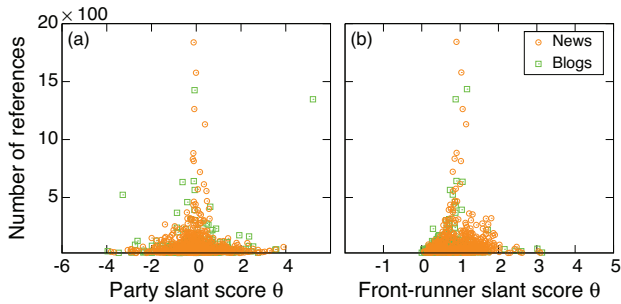 20 × 100
(a)
(b)
News
Blogs
15
10
5
Number of references
-6 -4 -2 0 2 4
-1 0 1 2 3 4 5
Party slant score θ
Front-runner slant score θ